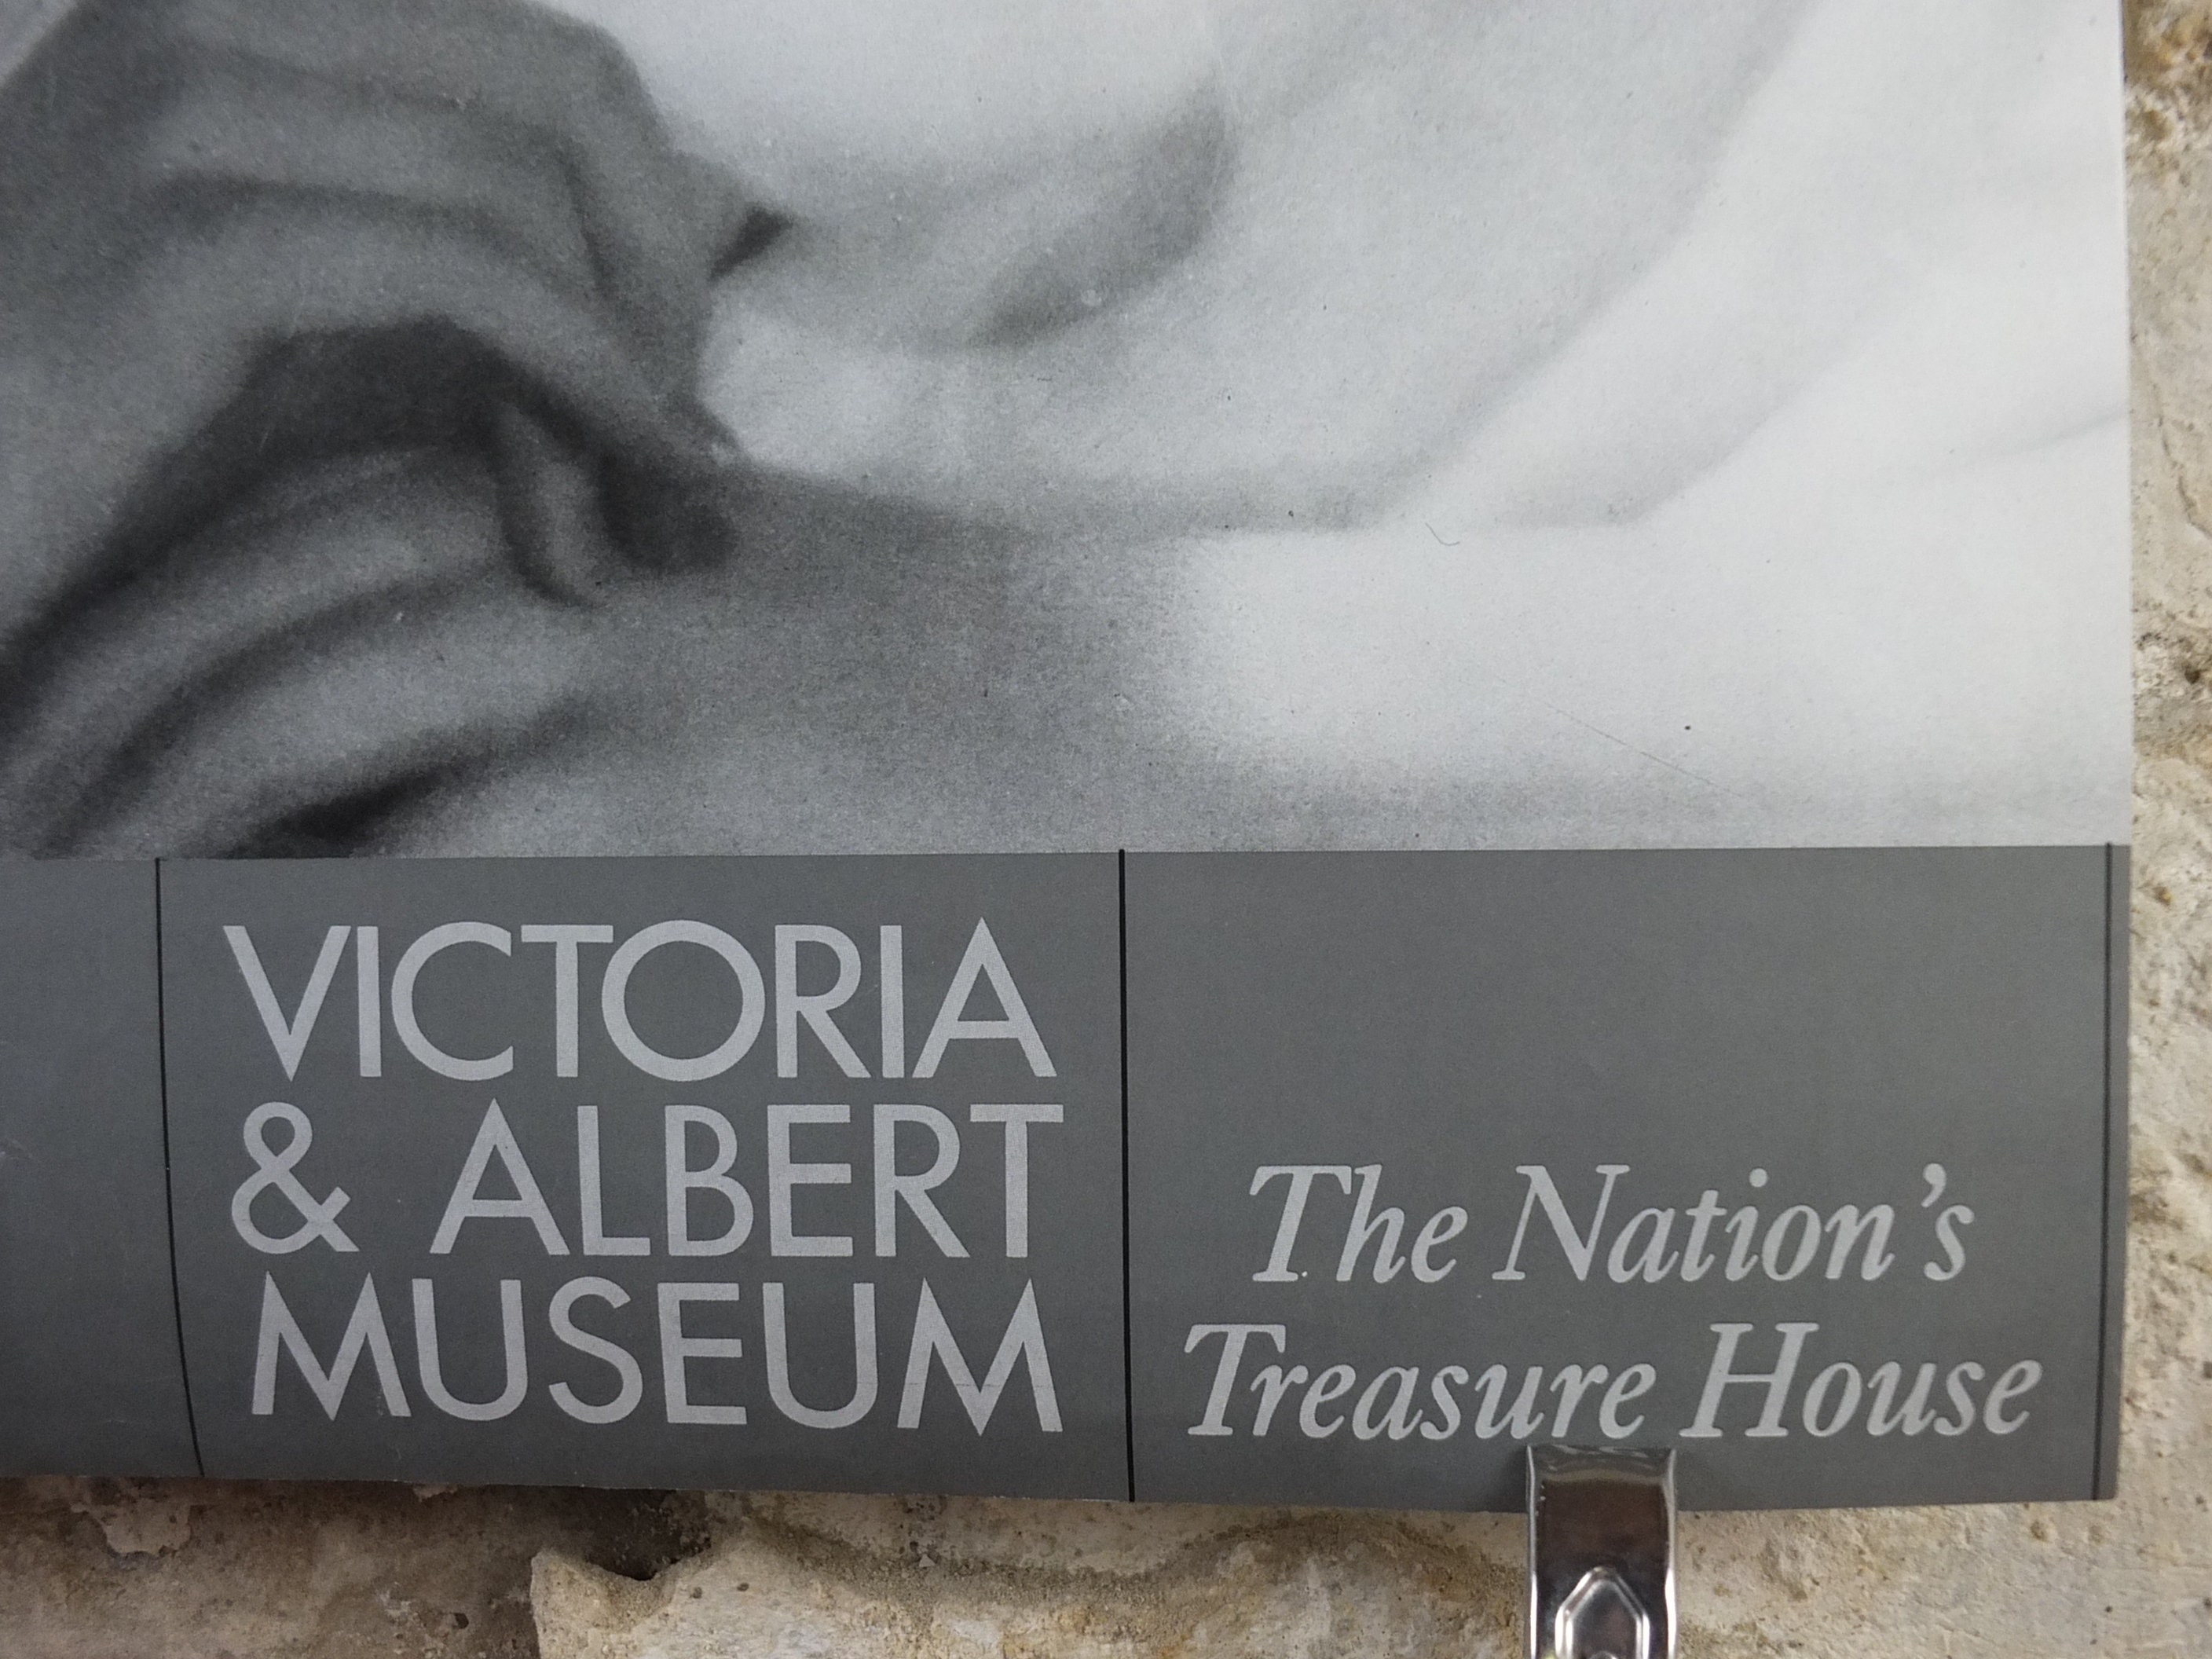 VICTORIA
& ALBERT
MUSEUM
The Nation's
Treasure House